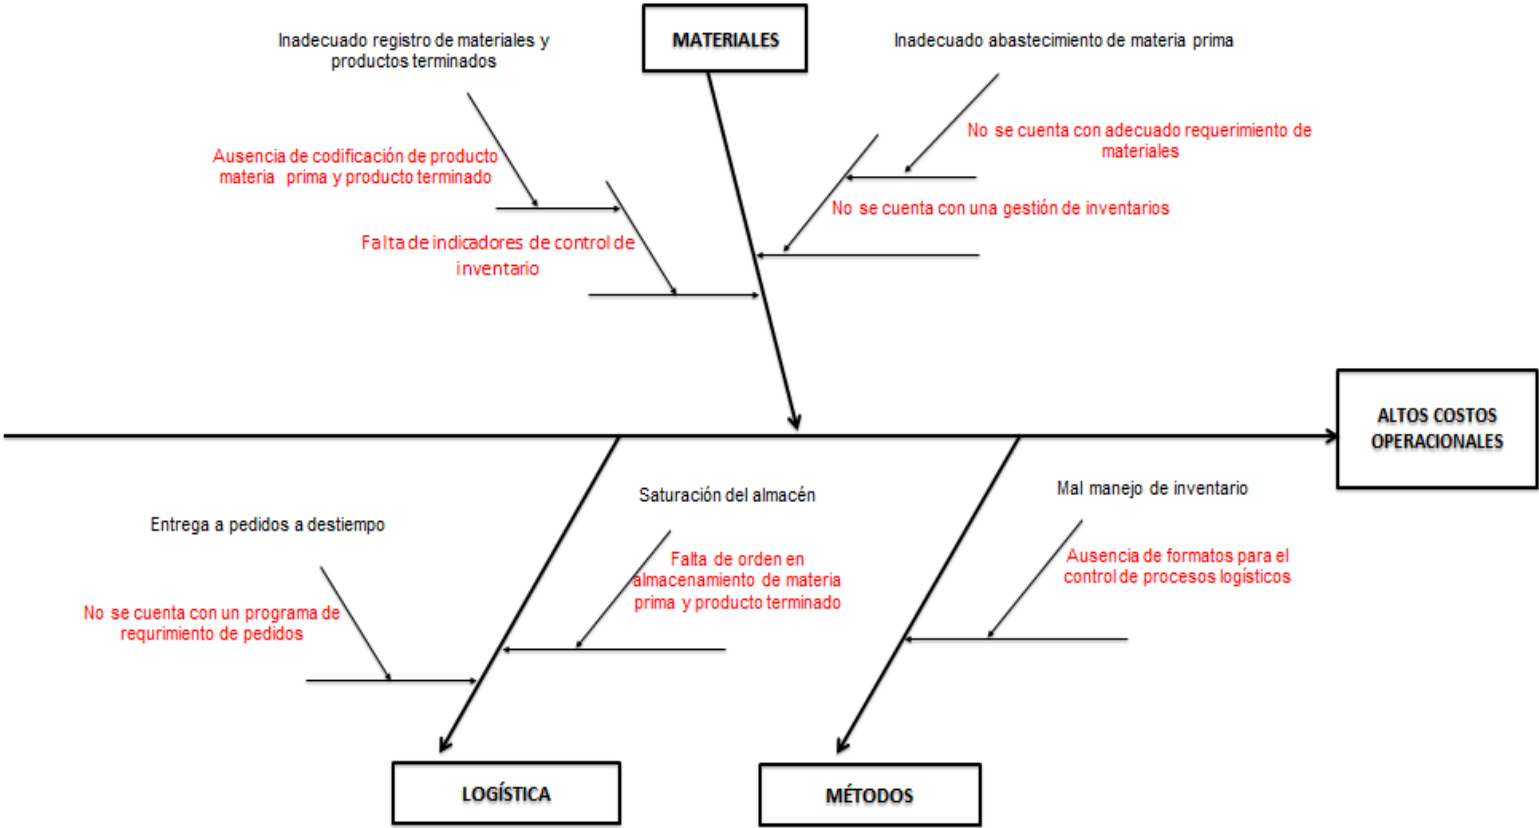 MATERIALES
Inadecuado registro de materiales y
productos terminados
Inadecuado abastecimiento de materia prima
Ausencia de codificación de producto
materia prima y producto terminado
No se cuenta con adecuado requerimiento de
materiales
No se cuenta con una gestión de inventarios
Falta de indicadores de control de
inventario
ALTOS COSTOS
OPERACIONALES
Entrega a pedidos a destiempo
Saturación del almacén
Mal manejo de inventario
No se cuenta con un programa de
requrimiento de pedidos
Falta de orden en
almacenamiento de materia
prima y producto terminado
Ausencia de formatos para el
control de procesos logísticos
LOGÍSTICA
MÉTODOS